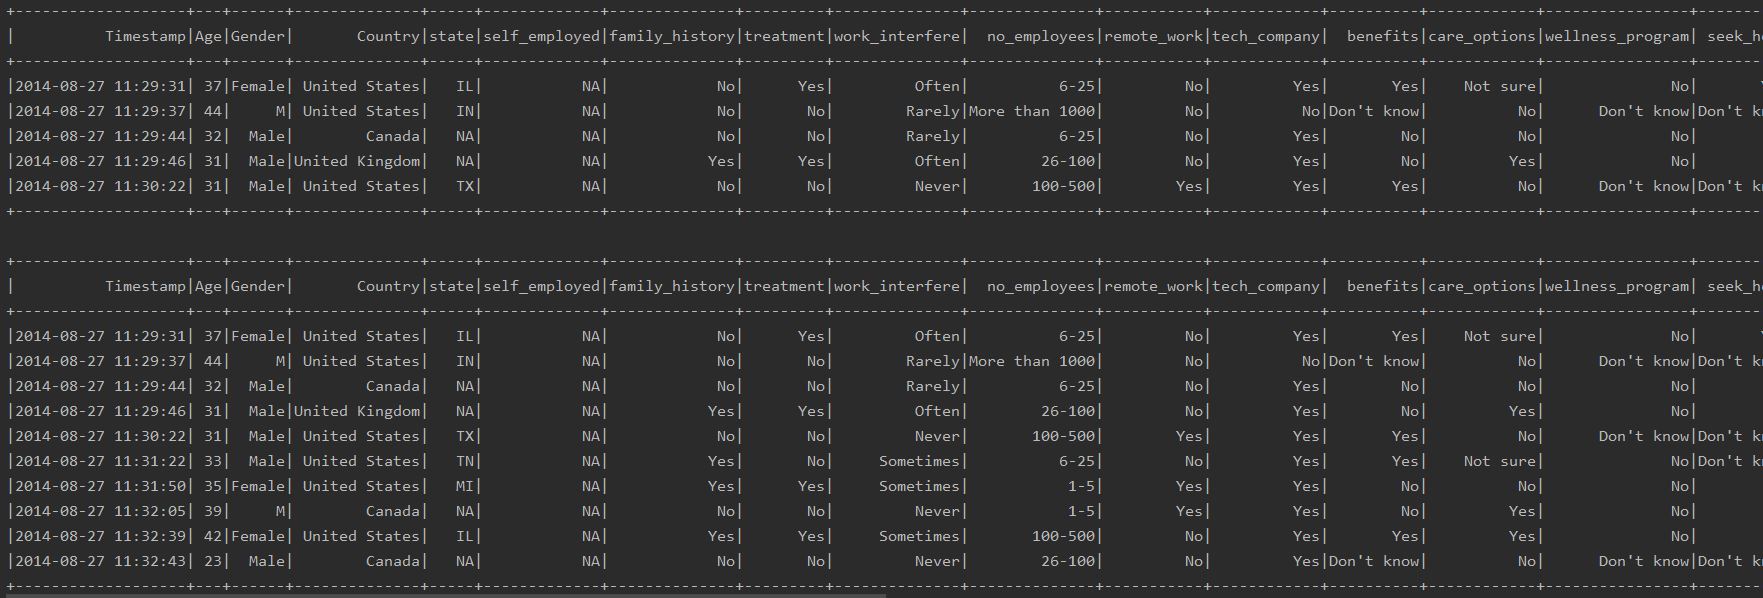 +-------------------+---+------+--------------+-----+-------------+--------------+---------+--------------+--------------+-----------+------------+----------+------------+----------------+--------
|          Timestamp|Age|Gender|       Country|state|self_employed|family_history|treatment|work_interfere|  no_employees|remote_work|tech_company|  benefits|care_options|wellness_program| seek_h
+-------------------+---+------+--------------+-----+-------------+--------------+---------+--------------+--------------+-----------+------------+----------+------------+----------------+--------
|2014-08-27 11:29:31| 37|Female| United States|   IL|           NA|            No|      Yes|         Often|          6-25|         No|         Yes|       Yes|    Not sure|              No|
|2014-08-27 11:29:37| 44|     M| United States|   IN|           NA|            No|       No|        Rarely|More than 1000|         No|          No|Don't know|          No|      Don't know|Don't k
|2014-08-27 11:29:44| 32|  Male|        Canada|   NA|           NA|            No|       No|        Rarely|          6-25|         No|         Yes|        No|          No|              No|
|2014-08-27 11:29:46| 31|  Male|United Kingdom|   NA|           NA|           Yes|      Yes|         Often|        26-100|         No|         Yes|        No|         Yes|              No|
|2014-08-27 11:30:22| 31|  Male| United States|   TX|           NA|            No|       No|         Never|       100-500|        Yes|         Yes|       Yes|          No|      Don't know|Don't k
+-------------------+---+------+--------------+-----+-------------+--------------+---------+--------------+--------------+-----------+------------+----------+------------+----------------+--------
+-------------------+---+------+--------------+-----+-------------+--------------+---------+--------------+--------------+-----------+------------+----------+------------+----------------+--------
|          Timestamp|Age|Gender|       Country|state|self_employed|family_history|treatment|work_interfere|  no_employees|remote_work|tech_company|  benefits|care_options|wellness_program| seek_h
+-------------------+---+------+--------------+-----+-------------+--------------+---------+--------------+--------------+-----------+------------+----------+------------+----------------+--------
|2014-08-27 11:29:31| 37|Female| United States|   IL|           NA|            No|      Yes|         Often|          6-25|         No|         Yes|       Yes|    Not sure|              No|
|2014-08-27 11:29:37| 44|     M| United States|   IN|           NA|            No|       No|        Rarely|More than 1000|         No|          No|Don't know|          No|      Don't know|Don't k
|2014-08-27 11:29:44| 32|  Male|        Canada|   NA|           NA|            No|       No|        Rarely|          6-25|         No|         Yes|        No|          No|              No|
|2014-08-27 11:29:46| 31|  Male|United Kingdom|   NA|           NA|           Yes|      Yes|         Often|        26-100|         No|         Yes|        No|         Yes|              No|
|2014-08-27 11:30:22| 31|  Male| United States|   TX|           NA|            No|       No|         Never|       100-500|        Yes|         Yes|       Yes|          No|      Don't know|Don't k
|2014-08-27 11:31:22| 33|  Male| United States|   TN|           NA|           Yes|       No|     Sometimes|          6-25|         No|         Yes|       Yes|    Not sure|              No|Don't k
|2014-08-27 11:31:50| 35|Female| United States|   MI|           NA|           Yes|      Yes|     Sometimes|           1-5|        Yes|         Yes|        No|          No|              No|
|2014-08-27 11:32:05| 39|     M|        Canada|   NA|           NA|            No|       No|         Never|           1-5|        Yes|         Yes|        No|         Yes|              No|
|2014-08-27 11:32:39| 42|Female| United States|   IL|           NA|           Yes|      Yes|     Sometimes|       100-500|         No|         Yes|       Yes|         Yes|              No|
|2014-08-27 11:32:43| 23|  Male|        Canada|   NA|           NA|            No|       No|         Never|        26-100|         No|         Yes|Don't know|          No|      Don't know|Don't k
+-------------------+---+------+--------------+-----+-------------+--------------+---------+--------------+--------------+-----------+------------+----------+------------+----------------+--------